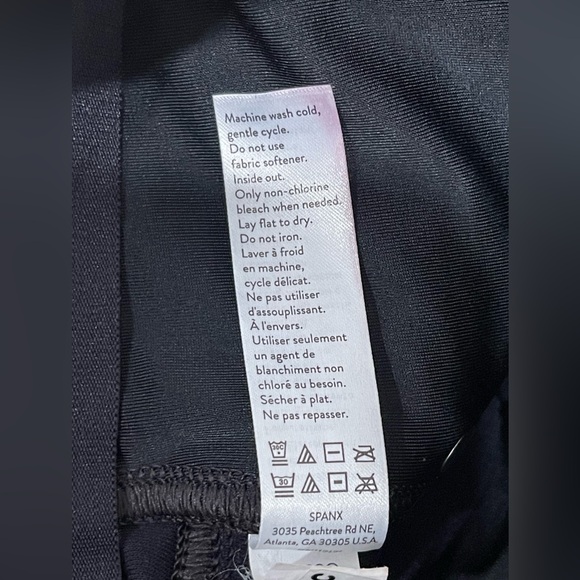 Machine wash cold,
gentle cycle.
Do not use
fabric softener.
Inside out.
Only non-chlorine
bleach when needed.
Lay flat to dry.
Do not iron.
Laver à froid
en machine,
cycle délicat.
Ne pas utiliser
d'assouplissant.
À l'envers.
Utiliser seulement
un agent de
blanchiment non
chloré au besoin.
Sécher à plat.
Ne pas repasser.
30C
30
SPANX
3035 Peachtree Rd NE,
Atlanta, GA 30305 U.S.A.